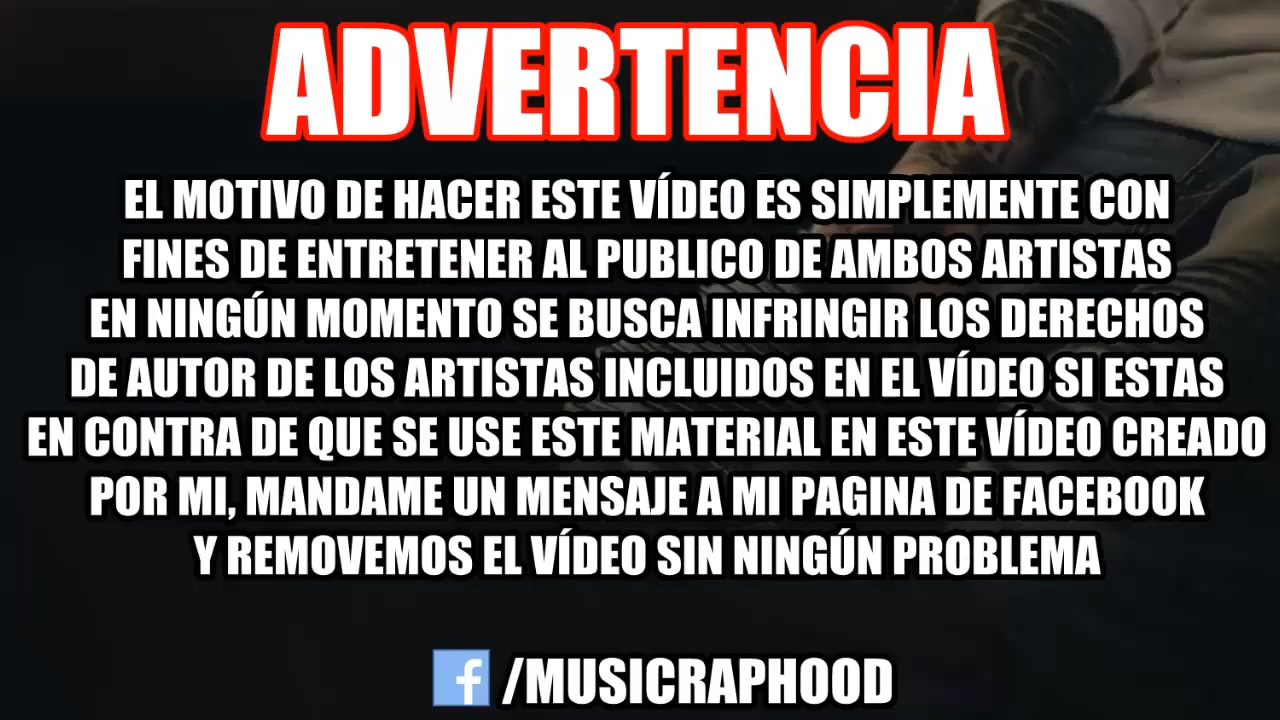 ADVERTENCIA
EL MOTIVO DE HACER ESTE VÍDEO ES SIMPLEMENTE CON
FINES DE ENTRETENER AL PUBLICO DE AMBOS ARTISTAS
EN NINGÚN MOMENTO SE BUSCA INFRINGIR LOS DERECHOS
DE AUTOR DE LOS ARTISTAS INCLUIDOS EN EL VÍDEO SI ESTAS
EN CONTRA DE QUE SE USE ESTE MATERIAL EN ESTE VÍDEO CREADO
POR MI, MANDAME UN MENSAJE A MI PAGINA DE FACEBOOK
Y REMOVEMOS EL VÍDEO SIN NINGÚN PROBLEMA
f /MUSICRAPHOOD